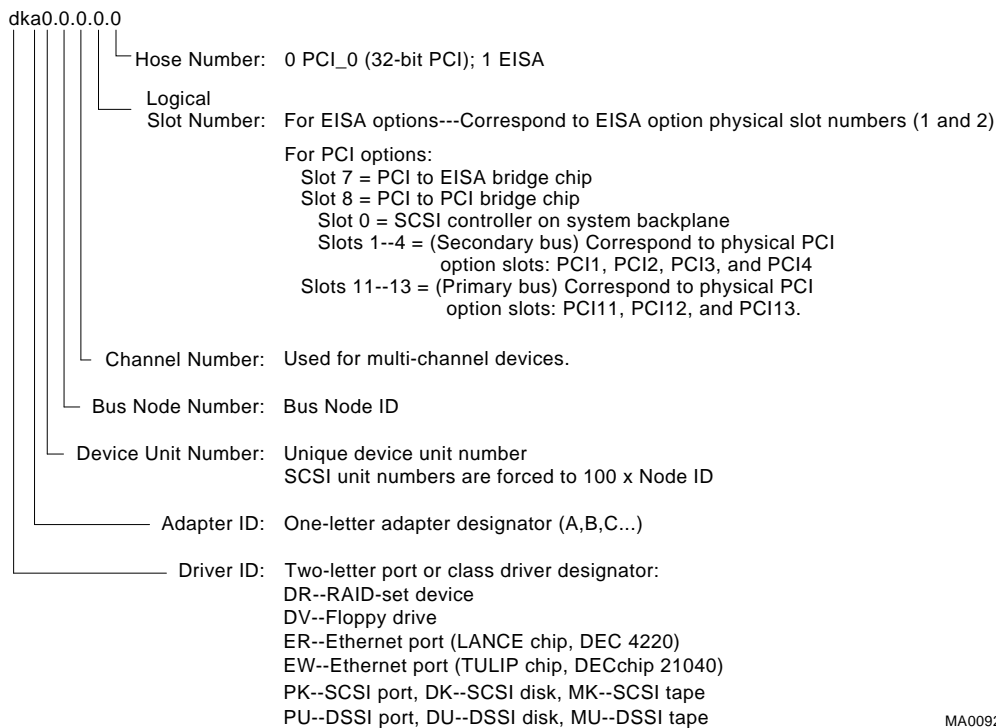 dka0.0.0.0.0
Hose Number: 0 PCI_0 (32-bit PCI); 1 EISA
Logical
Slot Number: For EISA options---Correspond to EISA option physical slot numbers (1 and 2)
For PCI options:
Slot 7 = PCI to EISA bridge chip
Slot 8 = PCI to PCI bridge chip
Slot 0 = SCSI controller on system backplane
Slots 1--4 = (Secondary bus) Correspond to physical PCI
option slots: PCI1, PCI2, PCI3, and PCI4
Slots 11--13 = (Primary bus) Correspond to physical PCI
option slots: PCI11, PCI12, and PCI13.
Channel Number: Used for multi-channel devices.
Bus Node Number: Bus Node ID
Device Unit Number: Unique device unit number
SCSI unit numbers are forced to 100 x Node ID
Adapter ID: One-letter adapter designator (A,B,C...)
Driver ID: Two-letter port or class driver designator:
DR--RAID-set device
DV--Floppy drive
ER--Ethernet port (LANCE chip, DEC 4220)
EW--Ethernet port (TULIP chip, DECchip 21040)
PK--SCSI port, DK--SCSI disk, MK--SCSI tape
PU--DSSI port, DU--DSSI disk, MU--DSSI tape
MA0092